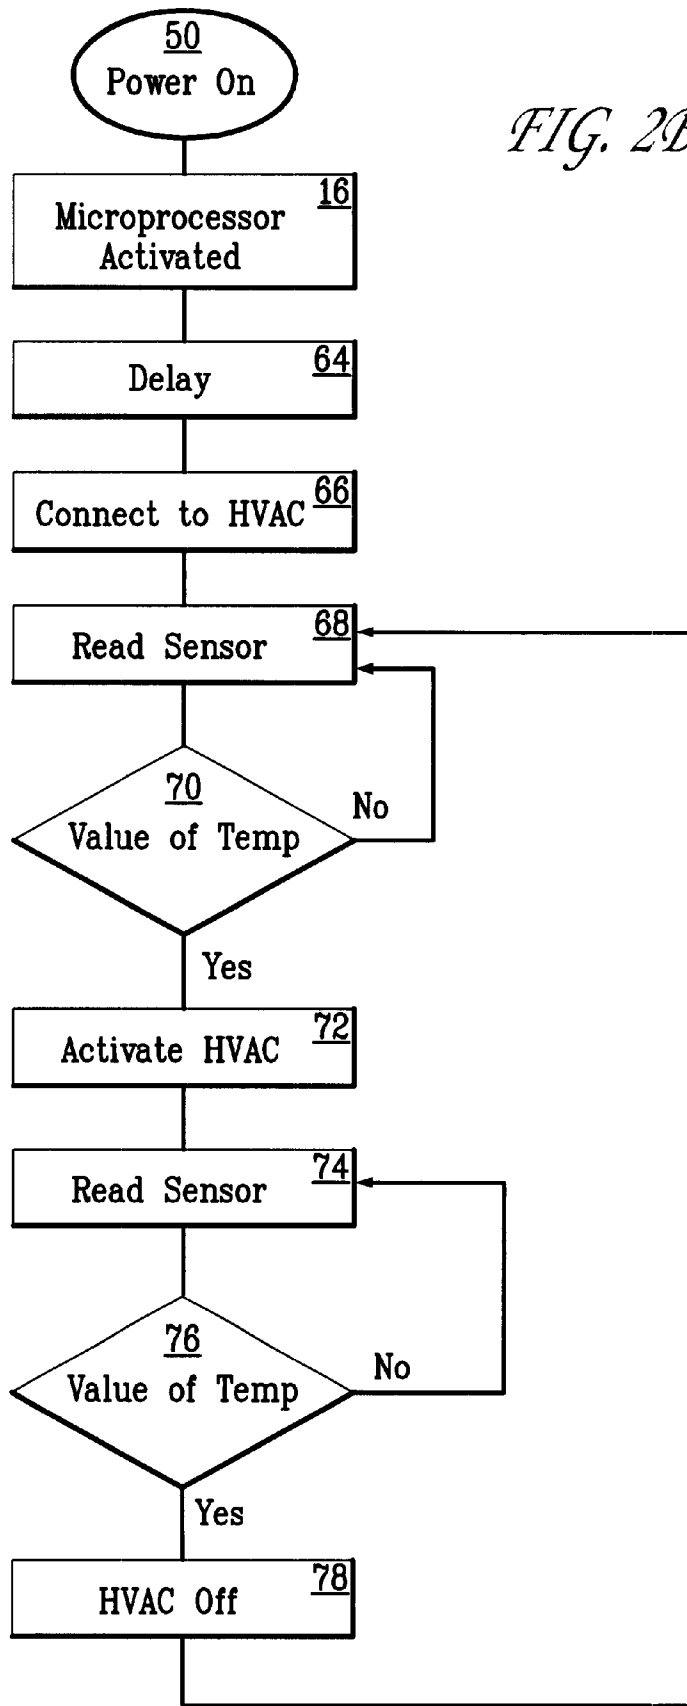 50
Power On
FIG. 2B
16
Microprocessor
Activated
64
Delay
66
Connect to HVAC
68
Read Sensor
70
Value of Temp
No
Yes
72
Activate HVAC
74
Read Sensor
76
Value of Temp
No
Yes
78
HVAC Off